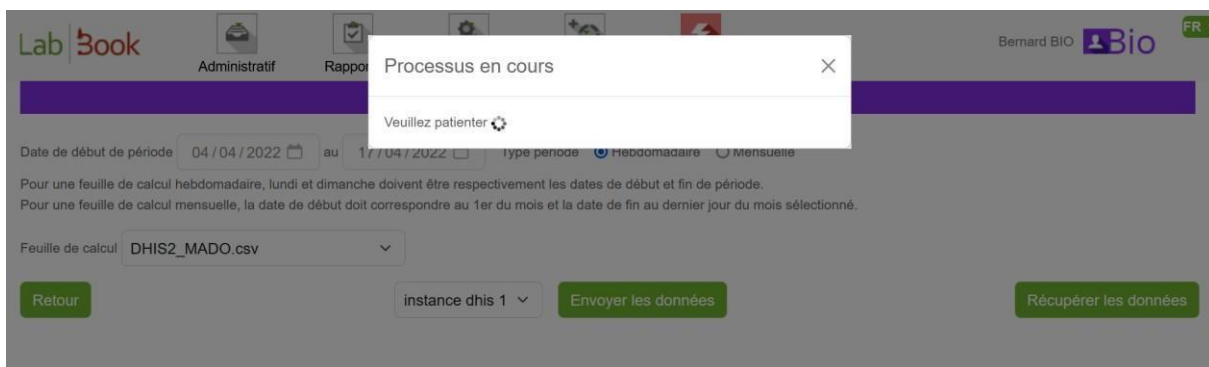 Lab Book
Administratif
Rappor
Bernard BIO
Bio
FR
Processus en cours
Veuillez patienter
Date de début de période 04/04/2022 au 17/04/2022 Type période Hebdomadaire Mensuelle
Pour une feuille de calcul hebdomadaire, lundi et dimanche doivent être respectivement les dates de début et fin de période.
Pour une feuille de calcul mensuelle, la date de début doit correspondre au 1er du mois et la date de fin au dernier jour du mois sélectionné.
Feuille de calcul DHIS2_MADO.csv
Retour instance dhis 1 Envoyer les données Récupérer les données